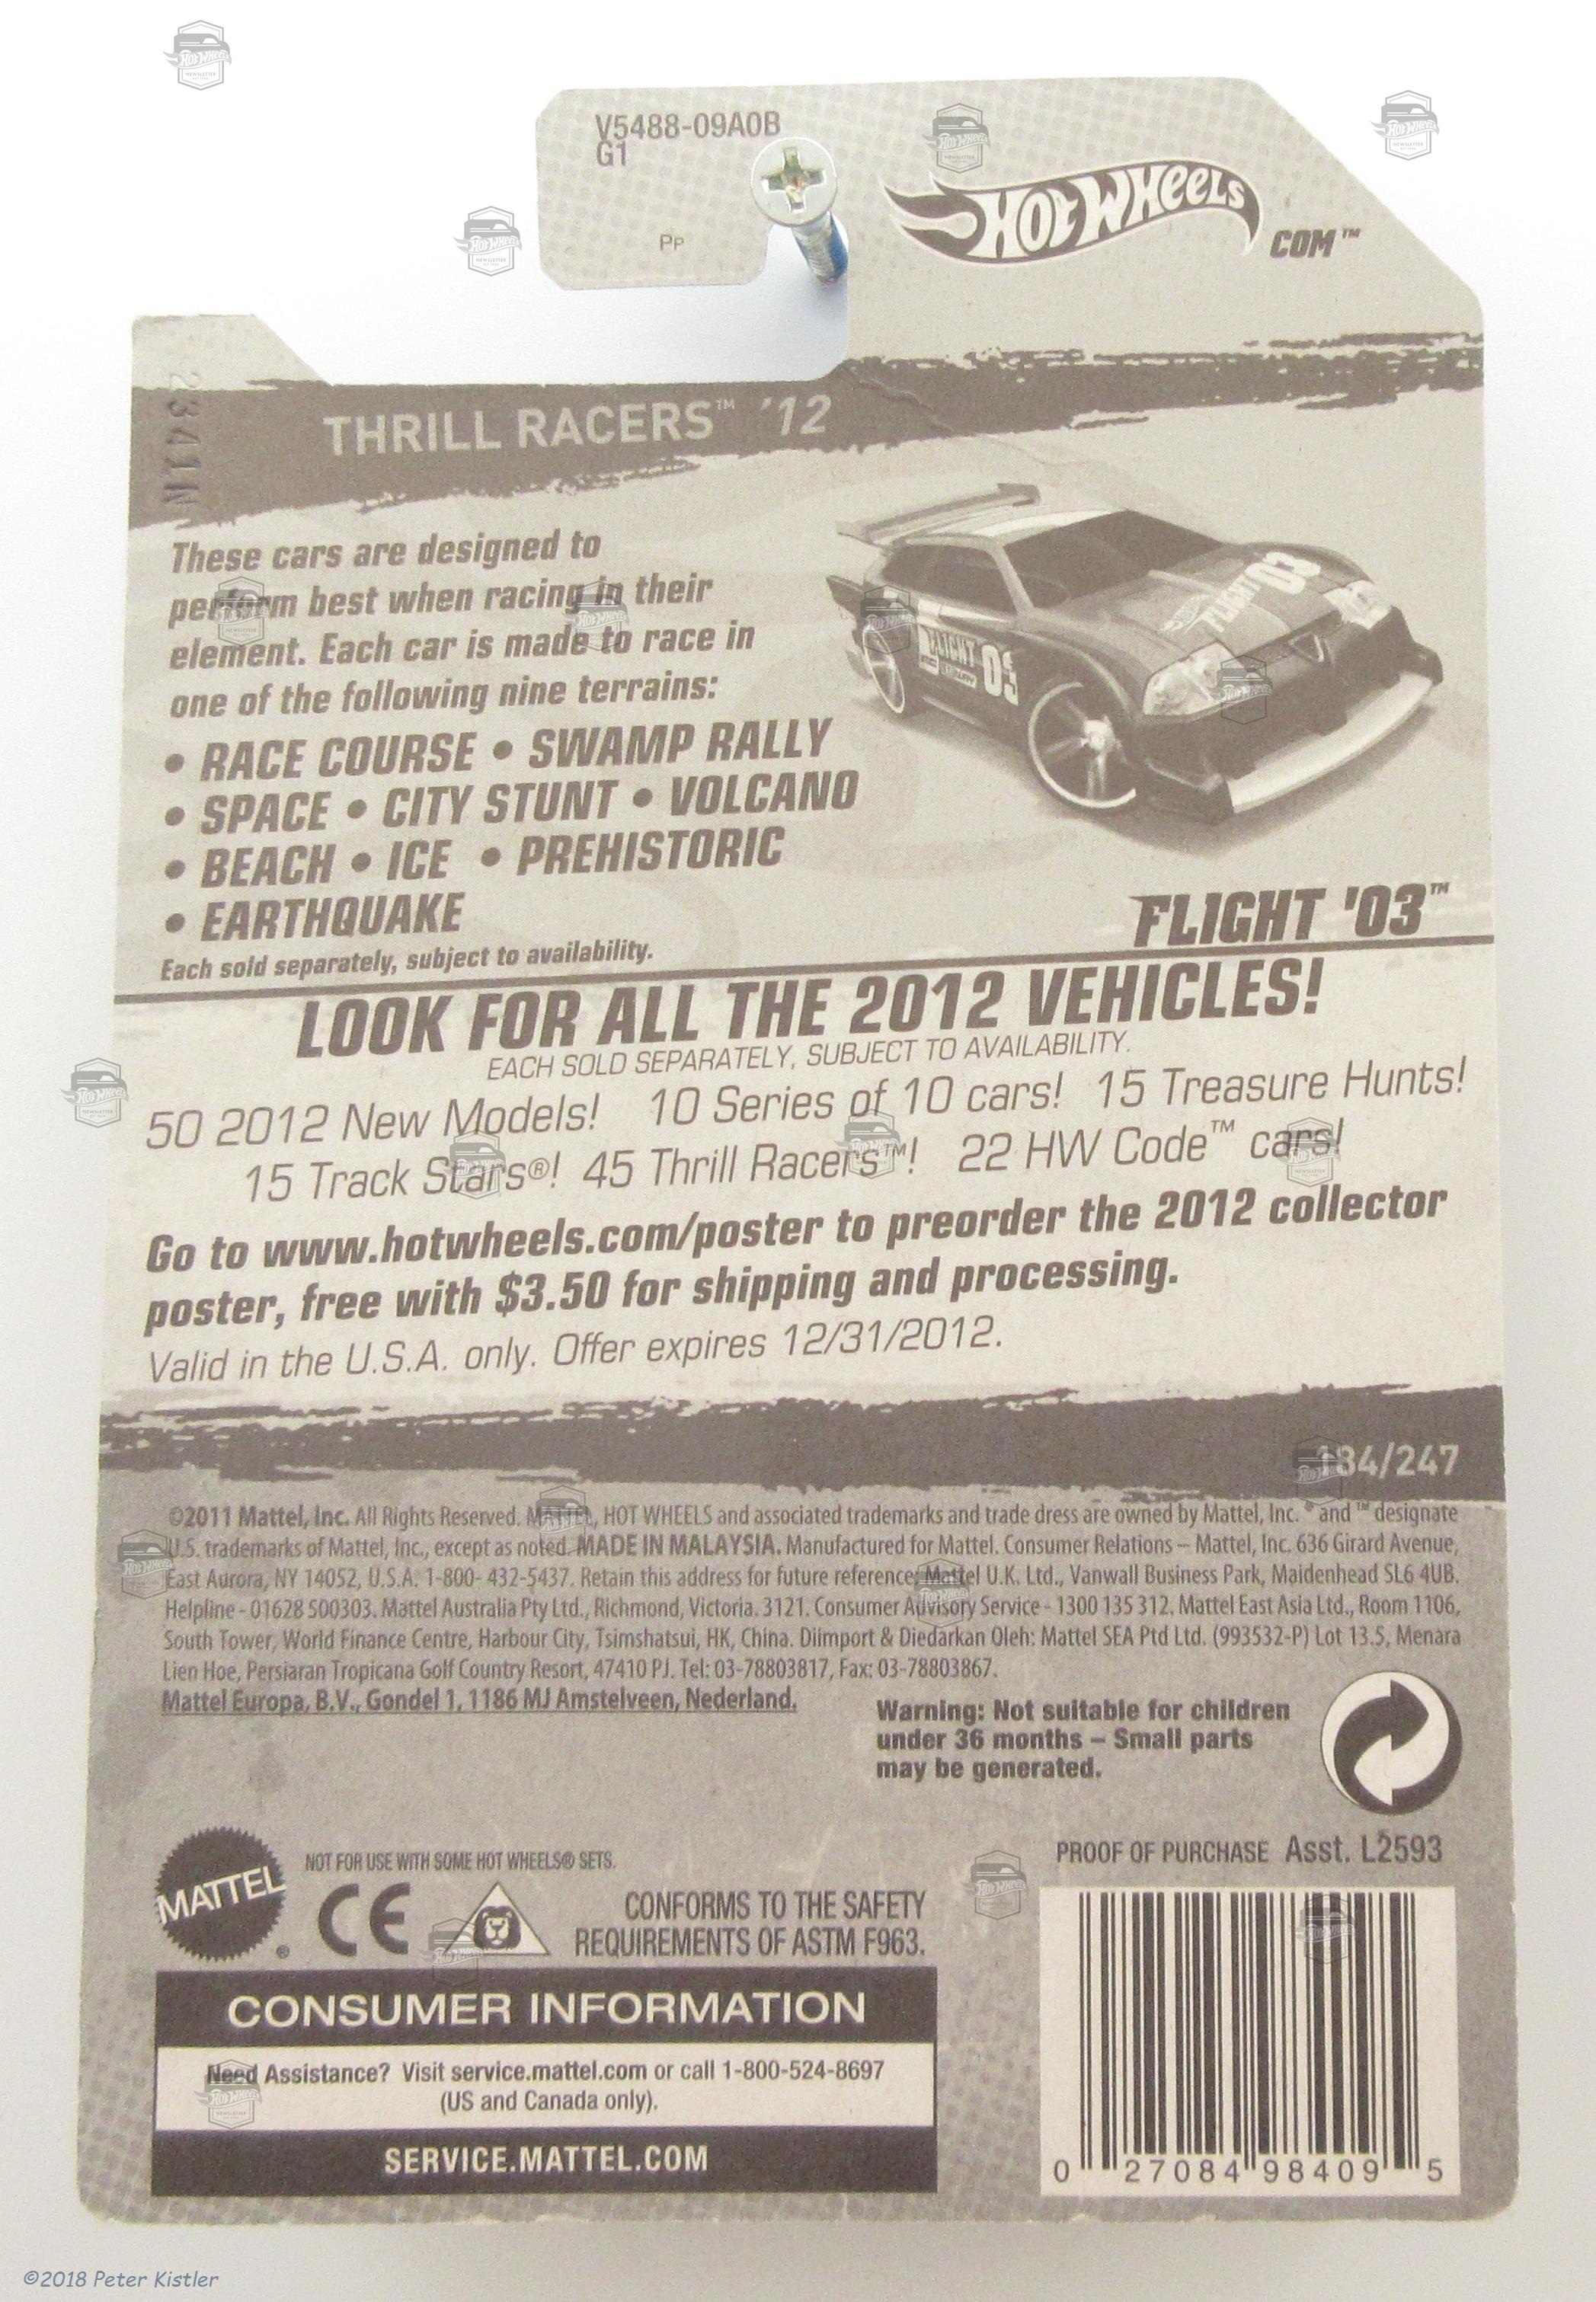 V5488-09A0B
G1
PP
HOT WHEELS
COM™
2341N
THRILL RACERS™ '12
These cars are designed to
perform best when racing in their
element. Each car is made to race in
one of the following nine terrains:
• RACE COURSE • SWAMP RALLY
• SPACE • CITY STUNT • VOLCANO
• BEACH • ICE • PREHISTORIC
• EARTHQUAKE
Each sold separately, subject to availability.
FLIGHT '03
FLIGHT 03
FLIGHT '03™
LOOK FOR ALL THE 2012 VEHICLES!
EACH SOLD SEPARATELY, SUBJECT TO AVAILABILITY.
50 2012 New Models! 10 Series of 10 cars! 15 Treasure Hunts!
15 Track Stars®! 45 Thrill Racers™! 22 HW Code™ cars!
Go to www.hotwheels.com/poster to preorder the 2012 collector
poster, free with $3.50 for shipping and processing.
Valid in the U.S.A. only. Offer expires 12/31/2012.
184/247
©2011 Mattel, Inc. All Rights Reserved. MATTEL, HOT WHEELS and associated trademarks and trade dress are owned by Mattel, Inc. ® and ™ designate
U.S. trademarks of Mattel, Inc., except as noted. MADE IN MALAYSIA. Manufactured for Mattel. Consumer Relations – Mattel, Inc. 636 Girard Avenue,
East Aurora, NY 14052, U.S.A. 1-800- 432-5437. Retain this address for future reference; Mattel U.K. Ltd., Vanwall Business Park, Maidenhead SL6 4UB.
Helpline - 01628 500303. Mattel Australia Pty Ltd., Richmond, Victoria. 3121. Consumer Advisory Service - 1300 135 312. Mattel East Asia Ltd., Room 1106,
South Tower, World Finance Centre, Harbour City, Tsimshatsui, HK, China. Diimport & Diedarkan Oleh: Mattel SEA Ptd Ltd. (993532-P) Lot 13.5, Menara
Lien Hoe, Persiaran Tropicana Golf Country Resort, 47410 PJ. Tel: 03-78803817, Fax: 03-78803867.
Mattel Europa, B.V., Gondel 1, 1186 MJ Amstelveen, Nederland.
Warning: Not suitable for children
under 36 months – Small parts
may be generated.
PROOF OF PURCHASE Asst. L2593
MATTEL®
NOT FOR USE WITH SOME HOT WHEELS® SETS.
CE
CONFORMS TO THE SAFETY
REQUIREMENTS OF ASTM F963.
CONSUMER INFORMATION
Need Assistance? Visit service.mattel.com or call 1-800-524-8697
(US and Canada only).
SERVICE.MATTEL.COM
0 27084 98409 5
©2018 Peter Kistler